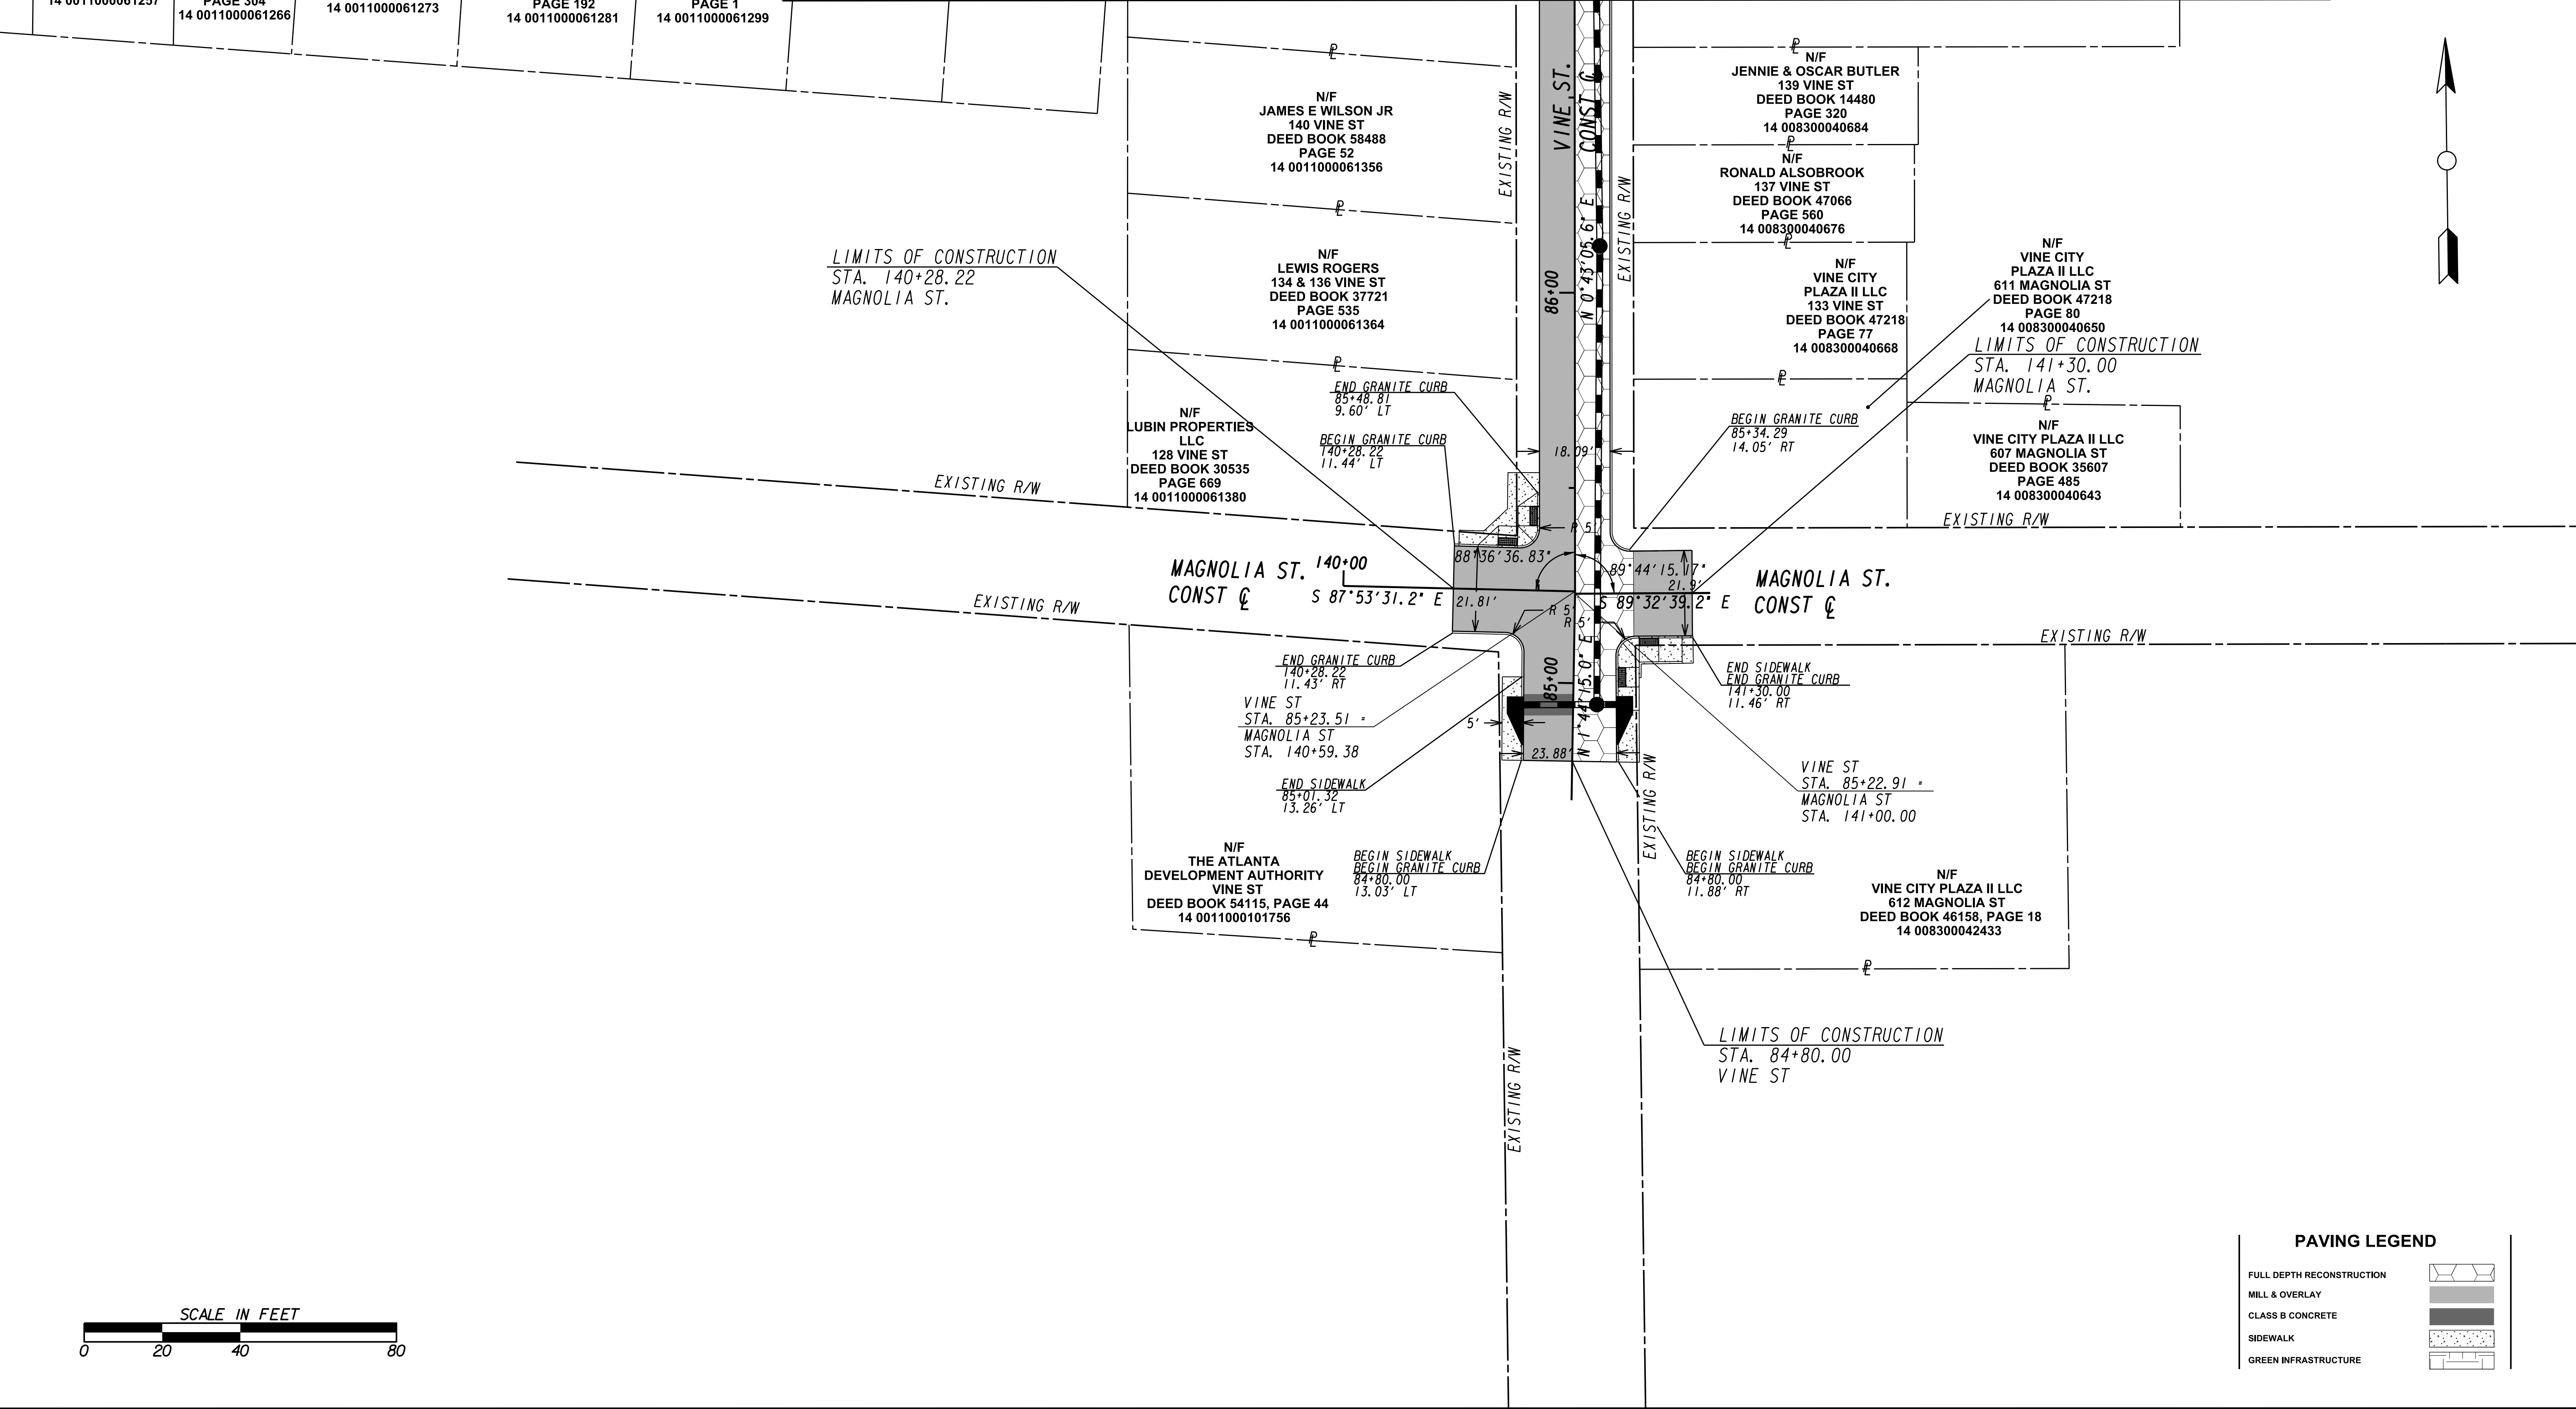 PAGE 304
14 0011000061266
14 0011000061273
PAGE 192
14 0011000061281
PAGE 1
14 0011000061299
N/F
JAMES E WILSON JR
140 VINE ST
DEED BOOK 58488
PAGE 52
14 0011000061356
N/F
LEWIS ROGERS
134 & 136 VINE ST
DEED BOOK 37721
PAGE 535
14 0011000061364
N/F
LUBIN PROPERTIES
LLC
128 VINE ST
DEED BOOK 30535
PAGE 669
14 0011000061380
N/F
JENNIE & OSCAR BUTLER
139 VINE ST
DEED BOOK 14480
PAGE 320
14 008300040684
N/F
RONALD ALSOBROOK
137 VINE ST
DEED BOOK 47066
PAGE 560
14 008300040676
N/F
VINE CITY
PLAZA II LLC
133 VINE ST
DEED BOOK 47218
PAGE 77
14 008300040668
N/F
VINE CITY
PLAZA II LLC
611 MAGNOLIA ST
DEED BOOK 47218
PAGE 80
14 008300040650
LIMITS OF CONSTRUCTION
STA. 141+30.00
MAGNOLIA ST.
N/F
VINE CITY PLAZA II LLC
607 MAGNOLIA ST
DEED BOOK 35607
PAGE 485
14 008300040643
LIMITS OF CONSTRUCTION
STA. 140+28.22
MAGNOLIA ST.
VINE ST.
CONST ℄
EXISTING R/W
EXISTING R/W
86+00
N 0°43'05.6" E
END GRANITE CURB
85+48.81
9.60' LT
BEGIN GRANITE CURB
140+28.22
11.44' LT
18.09'
BEGIN GRANITE CURB
85+34.29
14.05' RT
EXISTING R/W
EXISTING R/W
R 5'
88°36'36.83"
89°44'15.17"
MAGNOLIA ST.
CONST ℄
140+00
S 87°53'31.2" E
21.81'
R 5'
R 5'
21.9'
S 89°32'39.2" E
MAGNOLIA ST.
CONST ℄
EXISTING R/W
EXISTING R/W
END GRANITE CURB
140+28.22
11.43' RT
VINE ST
STA. 85+23.51 =
MAGNOLIA ST
STA. 140+59.38
85+00
N 1°44'15.0" E
END SIDEWALK
END GRANITE CURB
141+30.00
11.46' RT
5'
23.88'
END SIDEWALK
85+01.32
13.26' LT
VINE ST
STA. 85+22.91 =
MAGNOLIA ST
STA. 141+00.00
EXISTING R/W
BEGIN SIDEWALK
BEGIN GRANITE CURB
84+80.00
13.03' LT
BEGIN SIDEWALK
BEGIN GRANITE CURB
84+80.00
11.88' RT
N/F
THE ATLANTA
DEVELOPMENT AUTHORITY
VINE ST
DEED BOOK 54115, PAGE 44
14 0011000101756
N/F
VINE CITY PLAZA II LLC
612 MAGNOLIA ST
DEED BOOK 46158, PAGE 18
14 008300042433
LIMITS OF CONSTRUCTION
STA. 84+80.00
VINE ST
EXISTING R/W
SCALE IN FEET
0 20 40 80
PAVING LEGEND
FULL DEPTH RECONSTRUCTION
MILL & OVERLAY
CLASS B CONCRETE
SIDEWALK
GREEN INFRASTRUCTURE